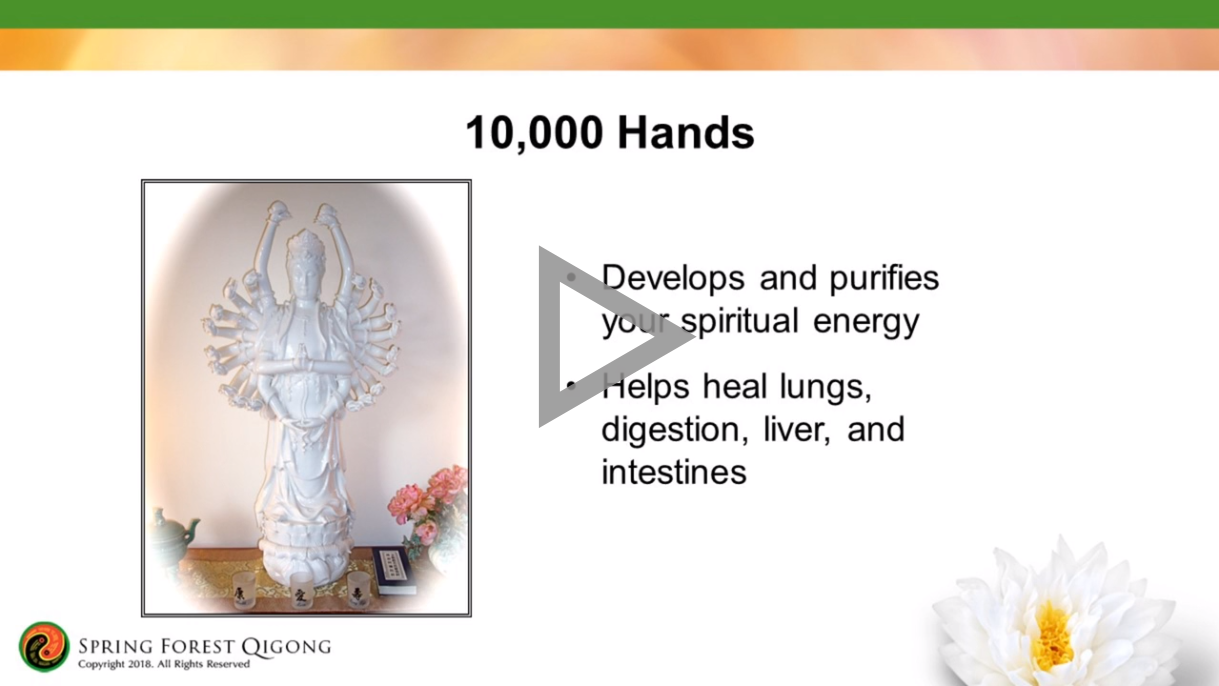 10,000 Hands
• Develops and purifies
your spiritual energy
• Helps heal lungs,
digestion, liver, and
intestines
愛
SPRING FOREST QIGONG
Copyright 2018. All Rights Reserved